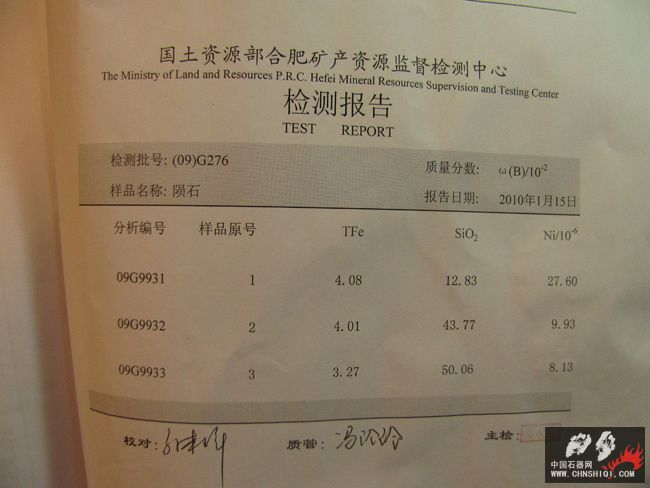 国土资源部合肥矿产资源监督检测中心
The Ministry of Land and Resources P.R.C. Hefei Mineral Resources Supervision and Testing Center
检测报告
TEST REPORT
检测批号: (09)G276 质量分数: ω(B)/10-2
样品名称: 陨石 报告日期: 2010年1月15日
分析编号 样品原号 TFe SiO2 Ni/10-6
09G9931 1 4.08 12.83 27.60
09G9932 2 4.01 43.77 9.93
09G9933 3 3.27 50.06 8.13
校对: 质管: 冯玲玲 主检:
中国石器网
WWW.CHNSHIQI.COM